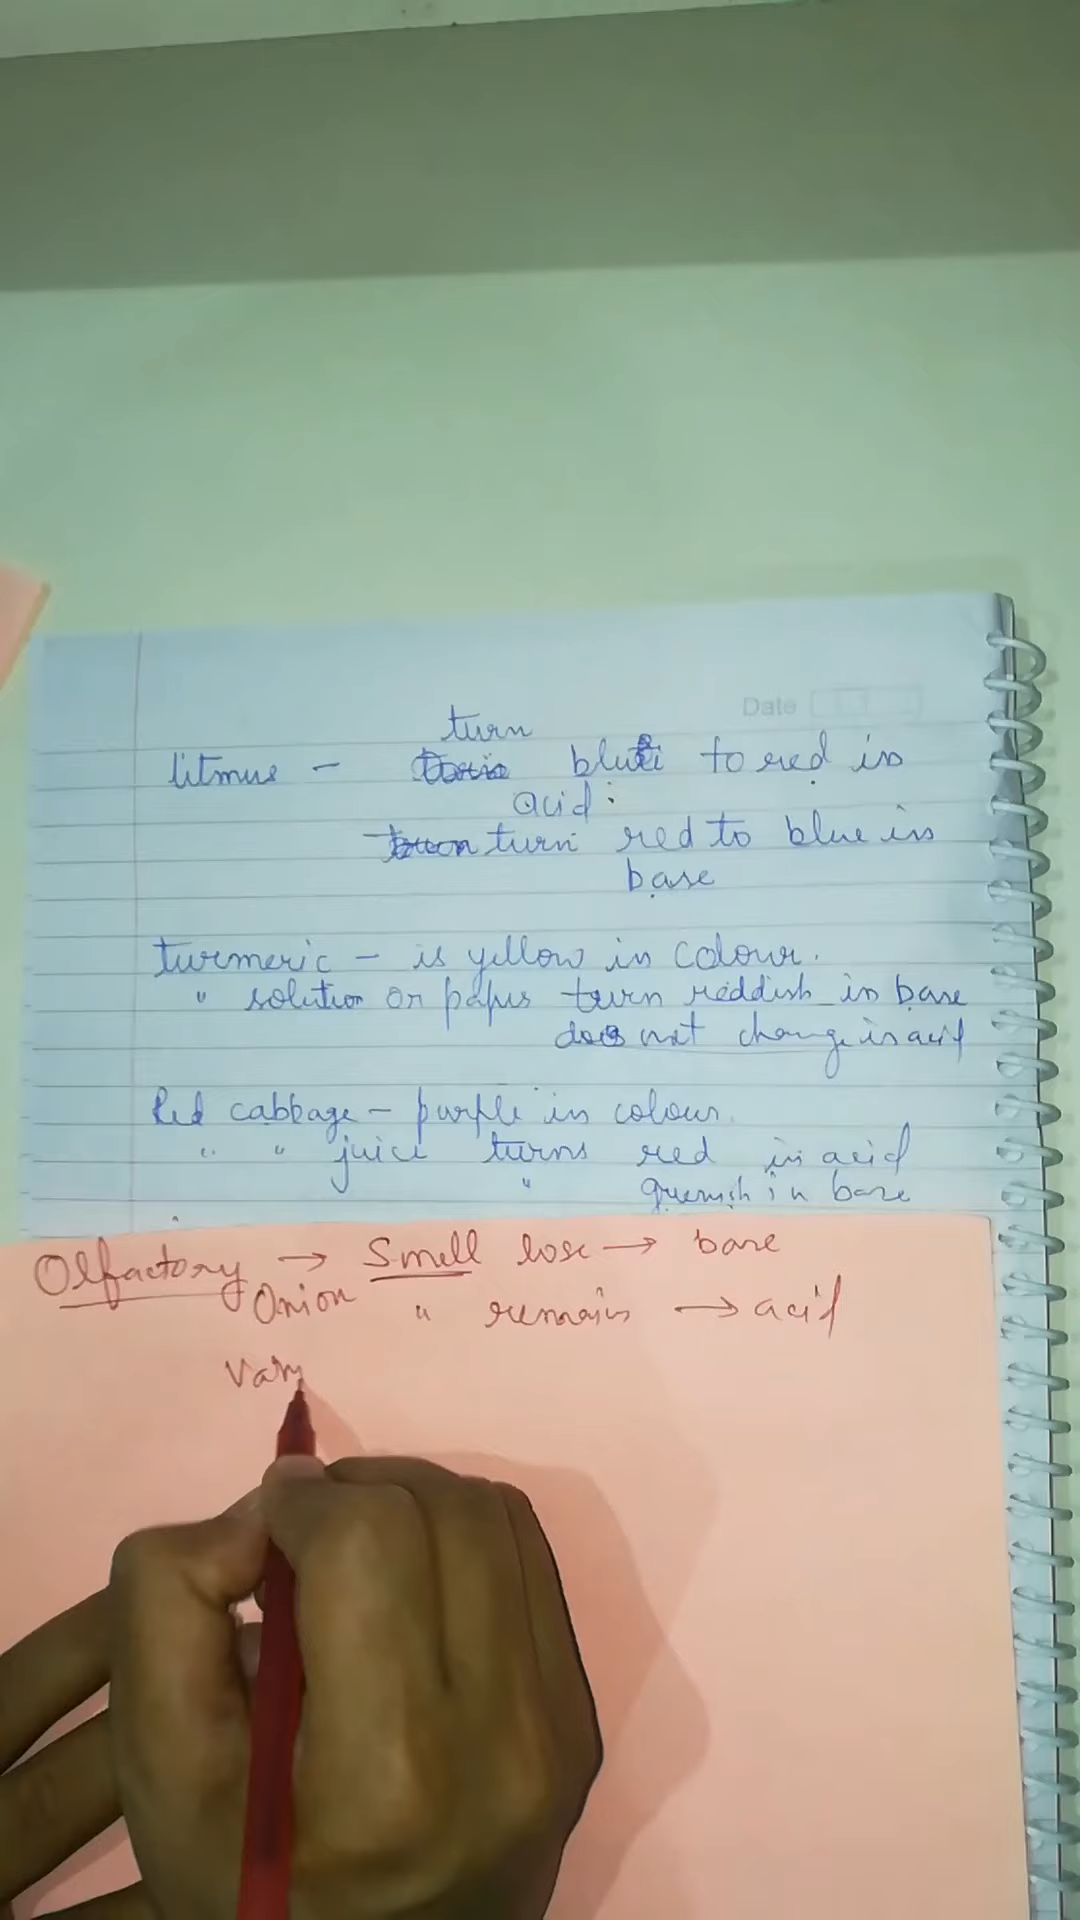 Date
turn
litmus - blue to red in
acid.
turn red to blue in
base
turmeric - is yellow in colour.
" solution or paper turn reddish in base
does not change in acid
Red cabbage - purple in colour.
" " juice turns red in acid
" greenish in base
Olfactory → Smell lose → base
Onion " remains → acid
Van